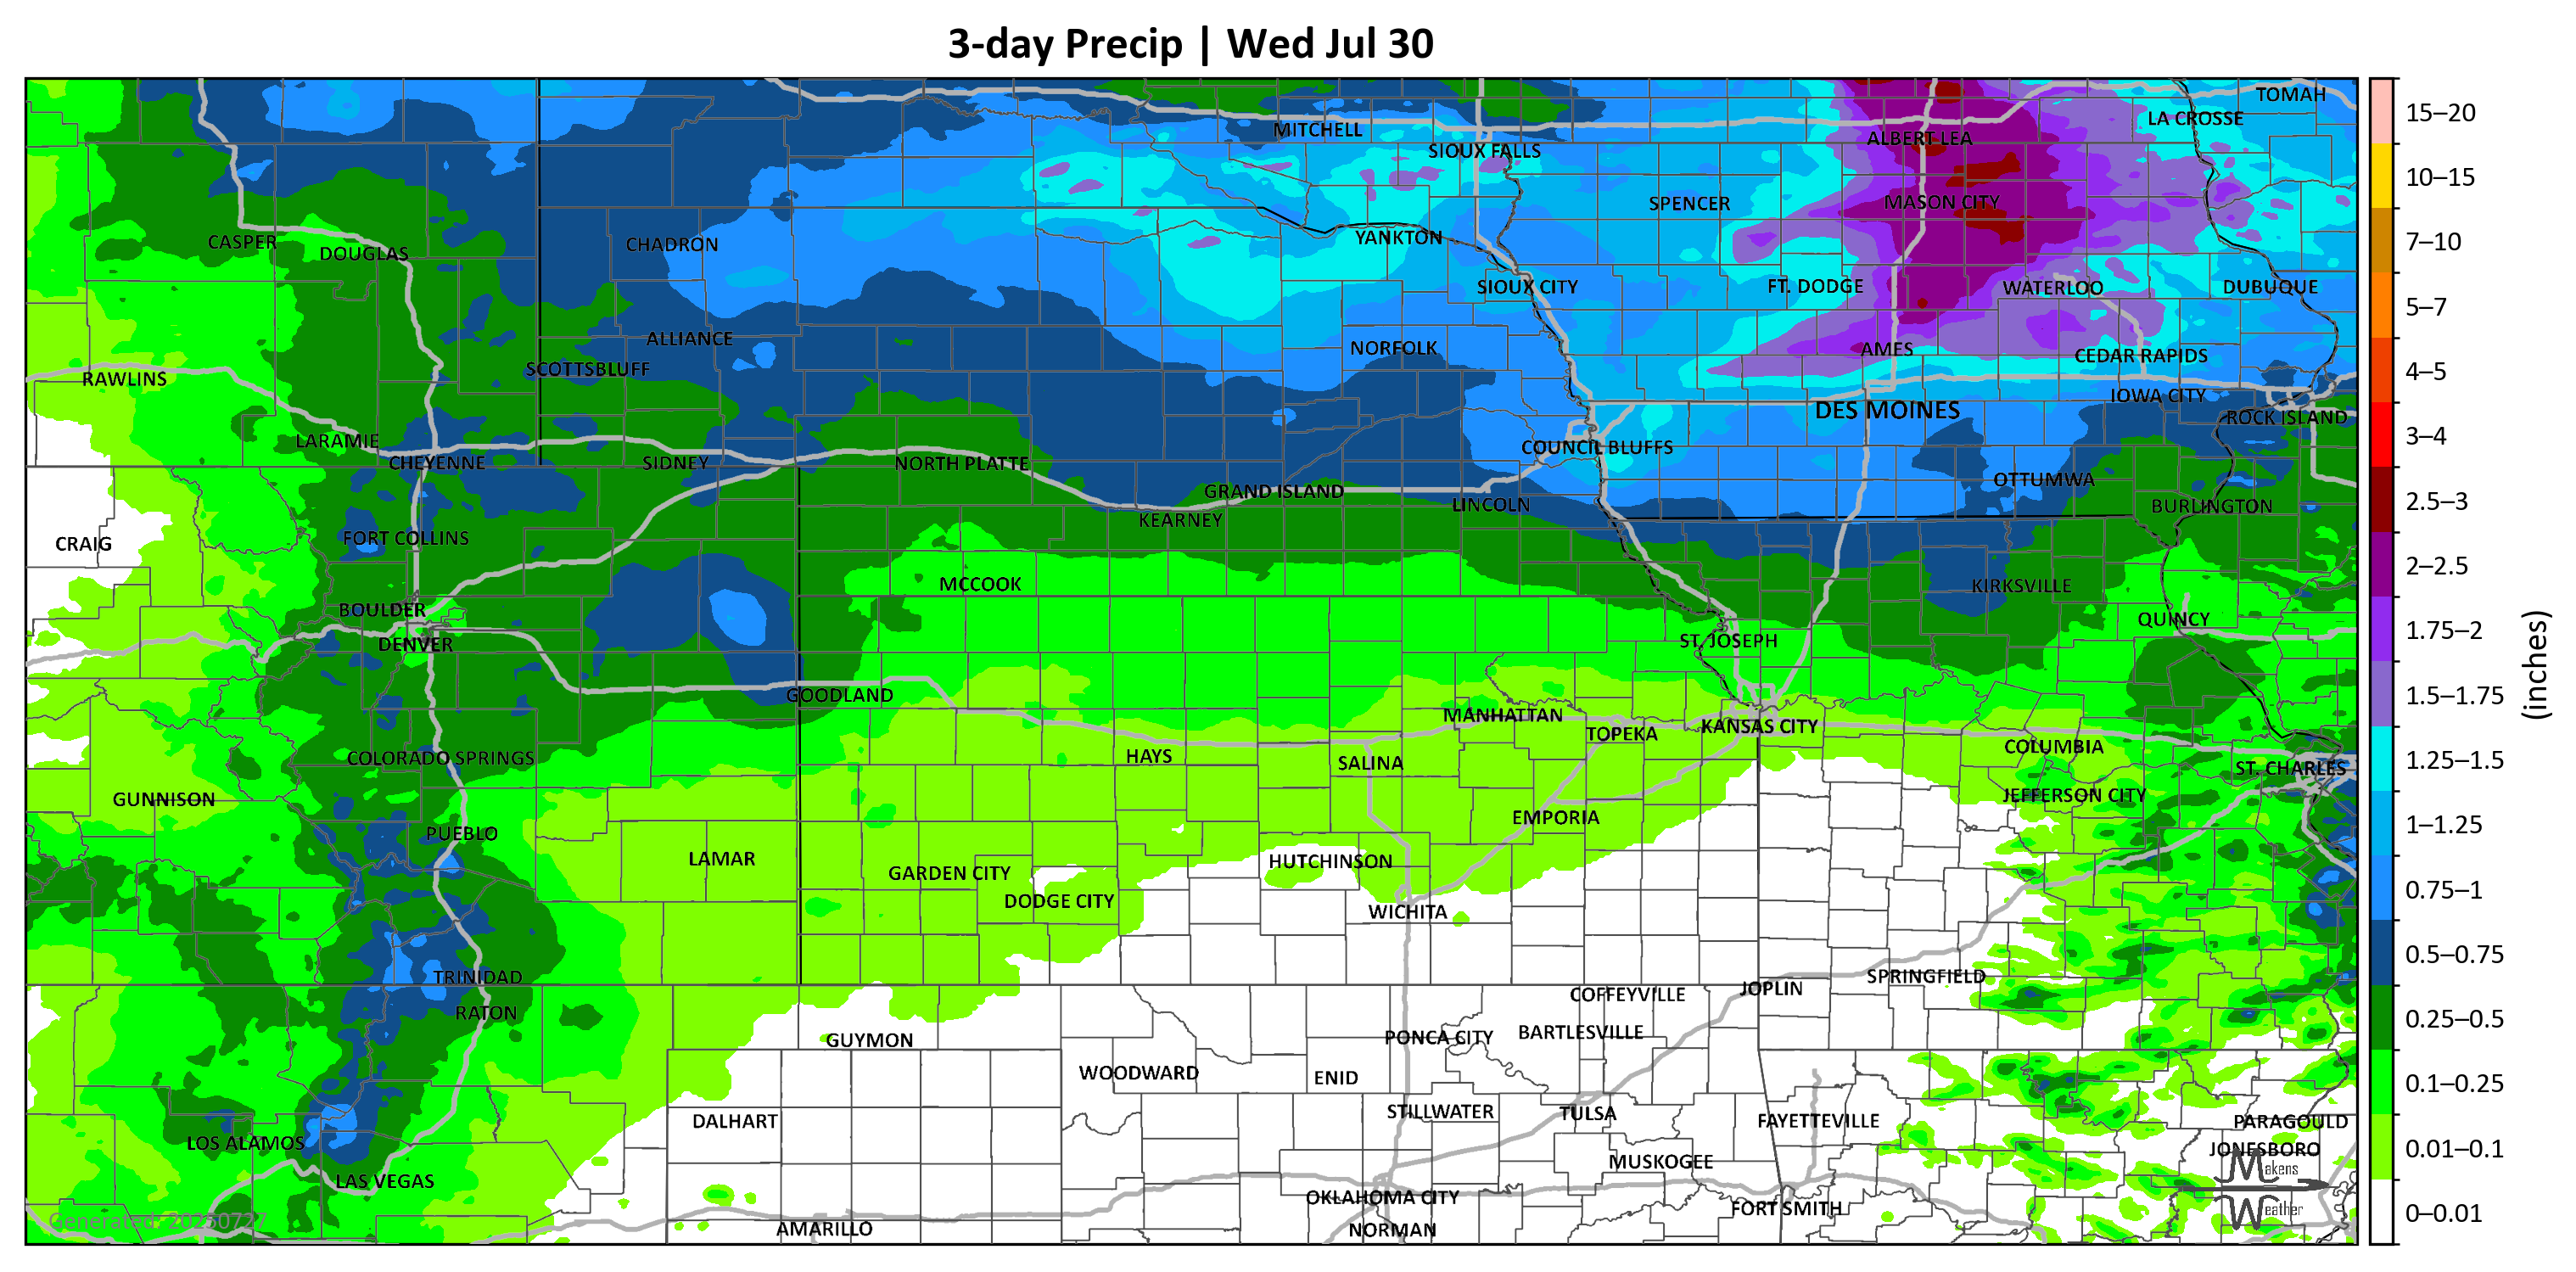 3-day Precip | Wed Jul 30
TOMAH
LA CROSSE
MITCHELL
ALBERT LEA
SIOUX FALLS
SPENCER
MASON CITY
CASPER
DOUGLAS
CHADRON
YANKTON
SIOUX CITY
FT. DODGE
WATERLOO
DUBUQUE
ALLIANCE
NORFOLK
AMES
CEDAR RAPIDS
SCOTTSBLUFF
RAWLINS
IOWA CITY
DES MOINES
ROCK ISLAND
LARAMIE
COUNCIL BLUFFS
CHEYENNE
SIDNEY
NORTH PLATTE
OTTUMWA
GRAND ISLAND
LINCOLN
BURLINGTON
KEARNEY
FORT COLLINS
CRAIG
MCCOOK
KIRKSVILLE
BOULDER
QUINCY
DENVER
ST. JOSEPH
GOODLAND
MANHATTAN
KANSAS CITY
TOPEKA
COLUMBIA
COLORADO SPRINGS
HAYS
SALINA
ST. CHARLES
GUNNISON
JEFFERSON CITY
EMPORIA
PUEBLO
LAMAR
HUTCHINSON
GARDEN CITY
DODGE CITY
WICHITA
TRINIDAD
SPRINGFIELD
JOPLIN
COFFEYVILLE
RATON
GUYMON
PONCA CITY
BARTLESVILLE
WOODWARD
ENID
STILLWATER
TULSA
DALHART
FAYETTEVILLE
PARAGOULD
LOS ALAMOS
JONESBORO
MUSKOGEE
LAS VEGAS
OKLAHOMA CITY
FORT SMITH
AMARILLO
NORMAN
Generated: 20250727
Makens
Weather
15–20
10–15
7–10
5–7
4–5
3–4
2.5–3
2–2.5
1.75–2
1.5–1.75
1.25–1.5
1–1.25
0.75–1
0.5–0.75
0.25–0.5
0.1–0.25
0.01–0.1
0–0.01
(inches)